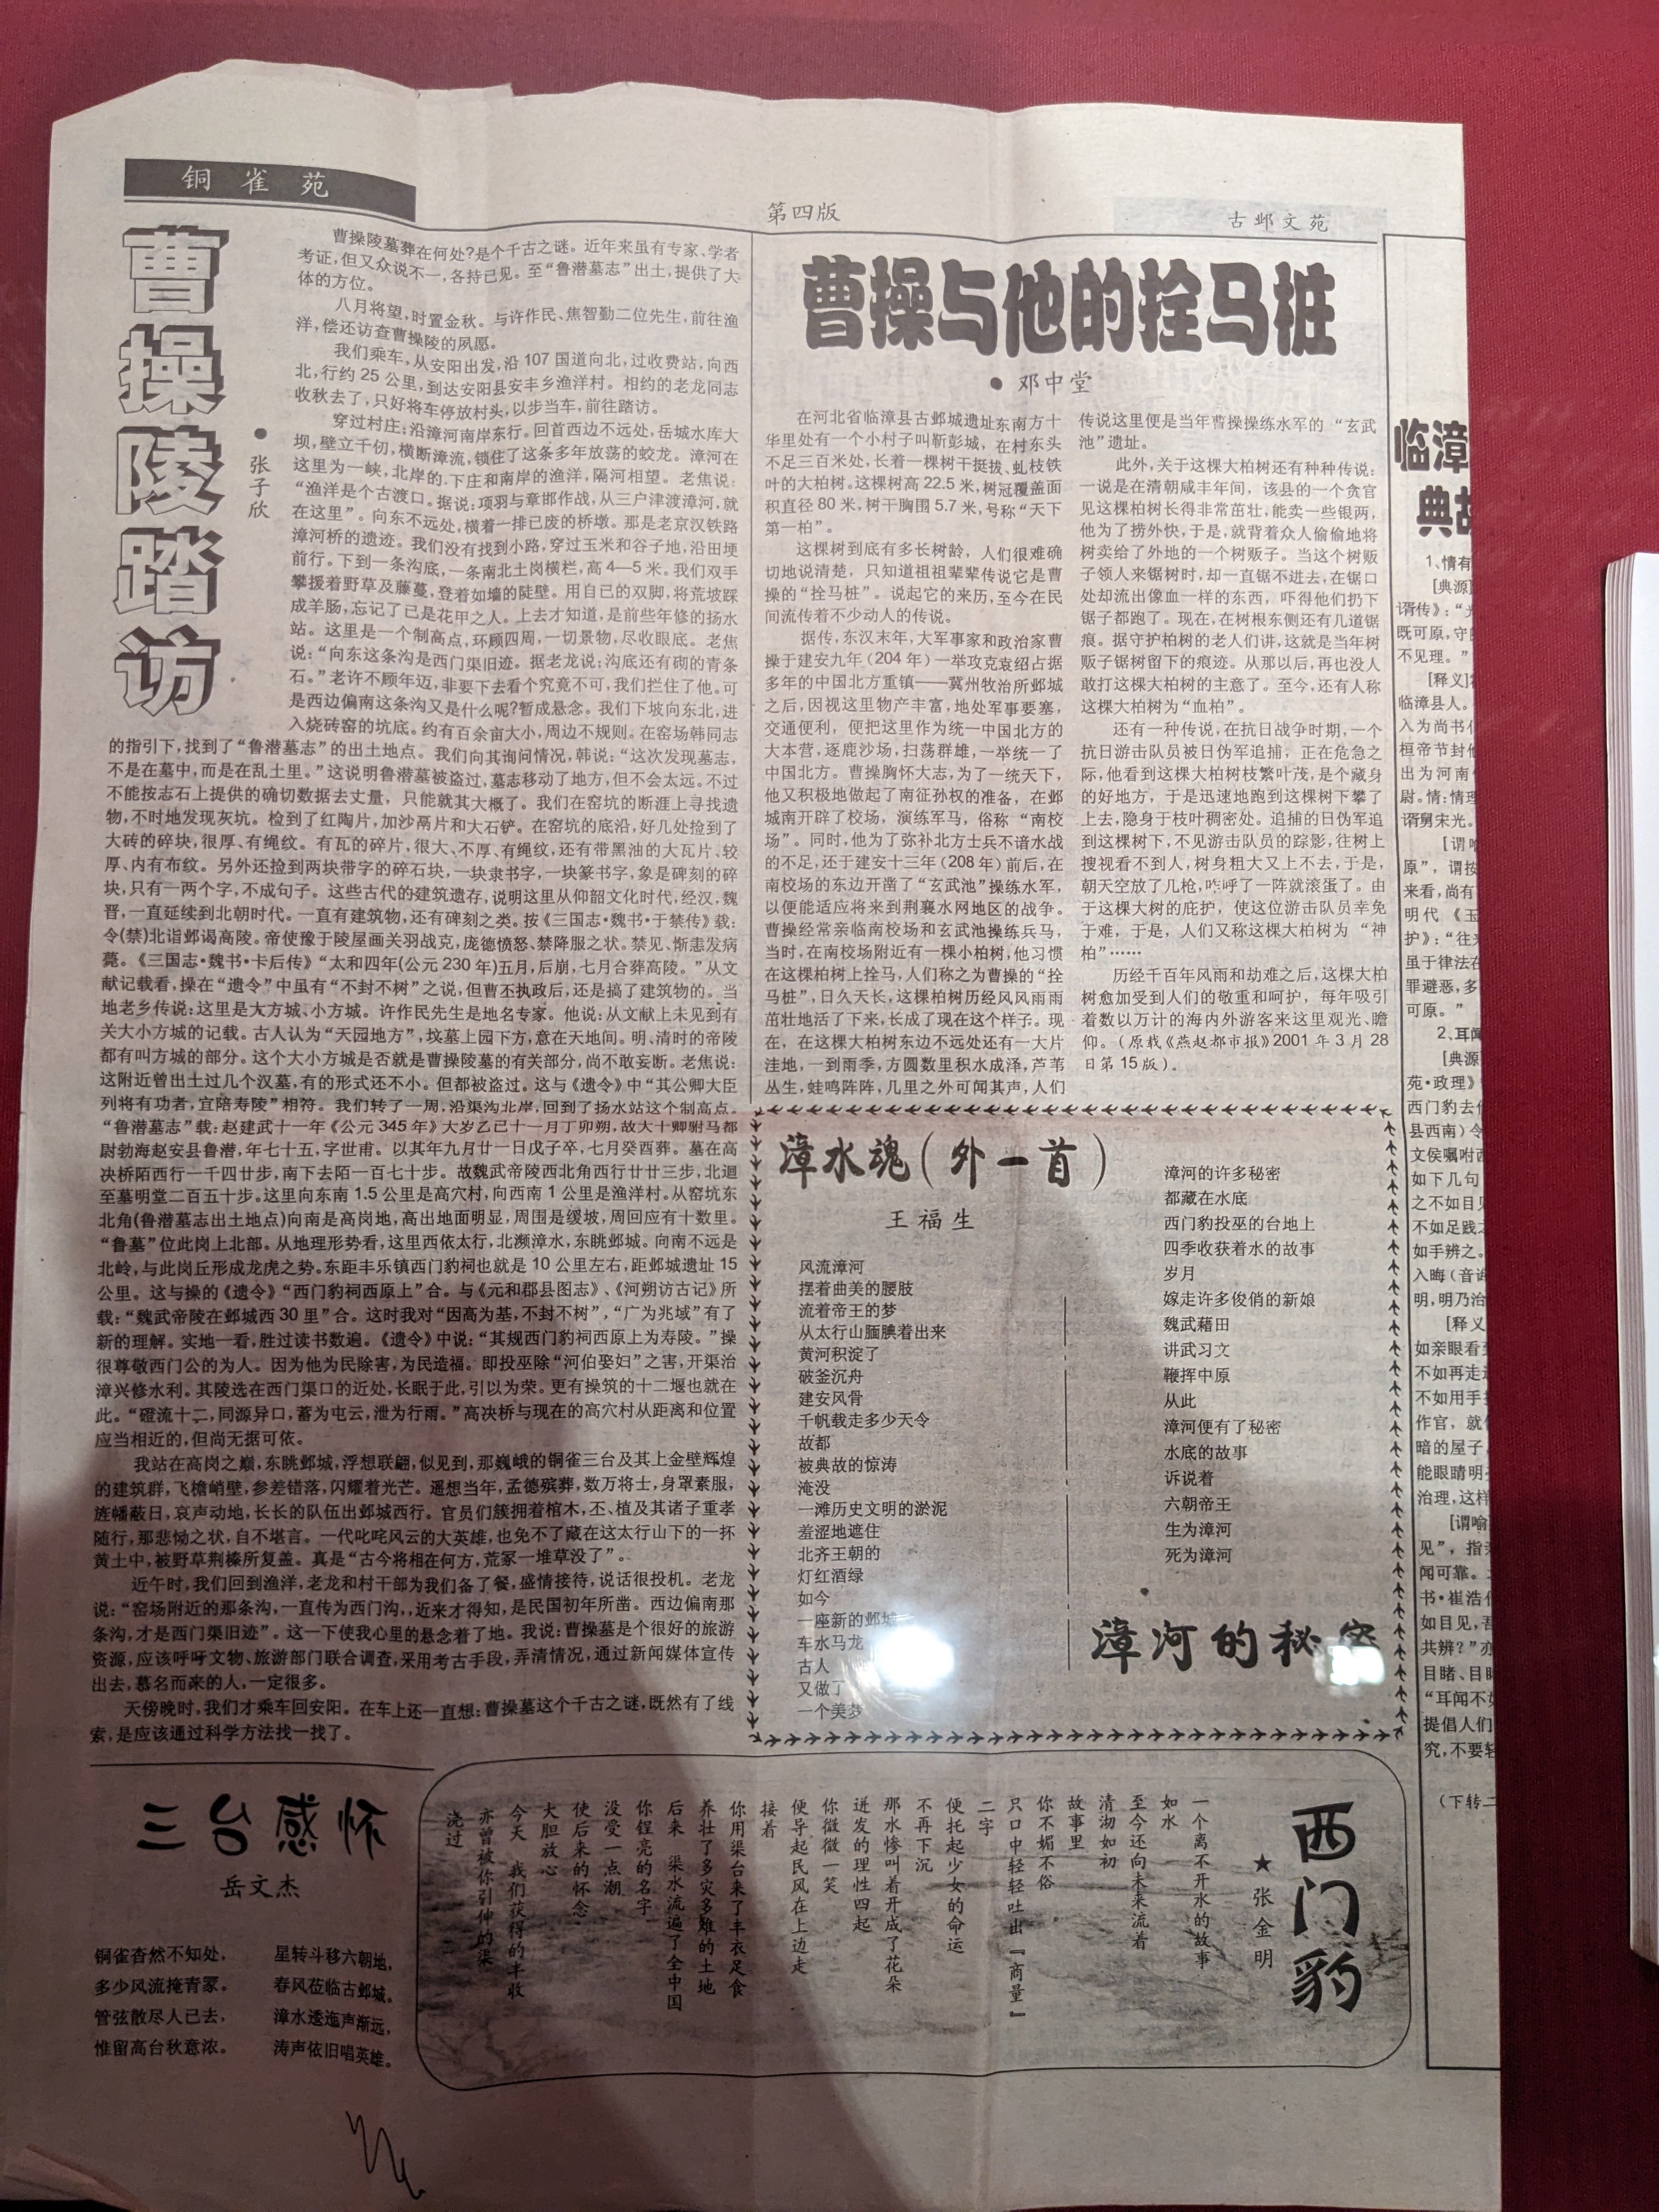 铜雀苑
第四版
古邺文苑
曹操陵踏访
●张子欣
曹操陵墓葬在何处?是个千古之谜。近年来虽有专家、学者
考证,但又众说不一,各持已见。至“鲁潜墓志”出土,提供了大
体的方位。
八月将望,时置金秋。与许作民、焦智勤二位先生,前往渔
洋,偿还访查曹操陵的夙愿。
我们乘车,从安阳出发,沿107国道向北,过收费站,向西
北,行约25公里,到达安阳县安丰乡渔洋村。相约的老龙同志
收秋去了,只好将车停放村头,以步当车,前往踏访。
穿过村庄;沿漳河南岸东行。回首西边不远处,岳城水库大
坝,壁立千仞,横断漳流,锁住了这条多年放荡的蛟龙。漳河在
这里为一峡,北岸的下庄和南岸的渔洋,隔河相望。老焦说:
“渔洋是个古渡口。据说:项羽与章邯作战,从三户津渡漳河,就
在这里”。向东不远处,横着一排已废的桥墩。那是老京汉铁路
漳河桥的遗迹。我们没有找到小路,穿过玉米和谷子地,沿田埂
前行。下到一条沟底,一条南北土岗横栏,高4—5米。我们双手
攀援着野草及藤蔓,登着如墙的陡壁。用自己的双脚,将荒坡踩
成羊肠,忘记了已是花甲之人。上去才知道,是前些年修的扬水
站。这里是一个制高点,环顾四周,一切景物,尽收眼底。老焦
说:“向东这条沟是西门渠旧迹。据老龙说:沟底还有砌的青条
石。”老许不顾年迈,非要下去看个究竟不可,我们拦住了他。可
是西边偏南这条沟又是什么呢?暂成悬念。我们下坡向东北,进
入烧砖窑的坑底。约有百余亩大小,周边不规则。在窑场韩同志
的指引下,找到了“鲁潜墓志”的出土地点。我们向其询问情况,韩说:“这次发现墓志,
不是在墓中,而是在乱土里。”这说明鲁潜墓被盗过,墓志移动了地方,但不会太远。不过
不能按志石上提供的确切数据去丈量,只能就其大概了。我们在窑坑的断涯上寻找遗
物,不时地发现灰坑。检到了红陶片,加沙鬲片和大石铲。在窑坑的底沿,好几处捡到了
大砖的碎块,很厚、有绳纹。有瓦的碎片,很大、不厚、有绳纹,还有带黑油的大瓦片、较
厚、内有布纹。另外还捡到两块带字的碎石块,一块隶书字,一块篆书字,象是碑刻的碎
块,只有一两个字,不成句子。这些古代的建筑遗存,说明这里从仰韶文化时代,经汉,魏
晋,一直延续到北朝时代。一直有建筑物,还有碑刻之类。按《三国志·魏书·于禁传》载:
令(禁)北诣邺谒高陵。帝使豫于陵屋画关羽战克,庞德愤怒、禁降服之状。禁见、惭恚发病
薨。《三国志·魏书·卡后传》“太和四年(公元230年)五月,后崩,七月合葬高陵。”从文
献记载看,操在“遗令”中虽有“不封不树”之说,但曹丕执政后,还是搞了建筑物的。当
地老乡传说:这里是大方城、小方城。许作民先生是地名专家。他说:从文献上未见到有
关大小方城的记载。古人认为“天园地方”,坟墓上园下方,意在天地间。明、清时的帝陵
都有叫方城的部分。这个大小方城是否就是曹操陵墓的有关部分,尚不敢妄断。老焦说:
这附近曾出土过几个汉墓,有的形式还不小。但都被盗过。这与《遗令》中“其公卿大臣
列将有功者,宜陪寿陵”相符。我们转了一周,沿渠沟北岸,回到了扬水站这个制高点。
“鲁潜墓志”载:赵建武十一年《公元345年》大岁乙已十一月丁卯朔,故大十卿驸马都
尉勃海赵安县鲁潜,年七十五,字世甫。以其年九月廿一日戊子卒,七月癸酉葬。墓在高
决桥陌西行一千四廿步,南下去陌一百七十步。故魏武帝陵西北角西行廿廿三步,北迴
至墓明堂二百五十步。这里向东南1.5公里是高穴村,向西南1公里是渔洋村。从窑坑东
北角(鲁潜墓志出土地点)向南是高岗地,高出地面明显,周围是缓坡,周回应有十数里。
“鲁墓”位此岗上北部。从地理形势看,这里西依太行,北濒漳水,东眺邺城。向南不远是
北岭,与此岗丘形成龙虎之势。东距丰乐镇西门豹祠也就是10公里左右,距邺城遗址15
公里。这与操的《遗令》“西门豹祠西原上”合。与《元和郡县图志》、《河朔访古记》所
载:“魏武帝陵在邺城西30里”合。这时我对“因高为基,不封不树”,“广为兆域”有了
新的理解。实地一看,胜过读书数遍。《遗令》中说:“其规西门豹祠西原上为寿陵。”操
很尊敬西门公的为人。因为他为民除害,为民造福。即投巫除“河伯娶妇”之害,开渠治
漳兴修水利。其陵选在西门渠口的近处,长眠于此,引以为荣。更有操筑的十二堰也就在
此。“磴流十二,同源异口,蓄为屯云,泄为行雨。”高决桥与现在的高穴村从距离和位置
应当相近的,但尚无据可依。
我站在高岗之巅,东眺邺城,浮想联翩,似见到,那巍峨的铜雀三台及其上金壁辉煌
的建筑群,飞檐峭壁,参差错落,闪耀着光芒。遥想当年,孟德殡葬,数万将士,身罩素服,
旌幡蔽日,哀声动地,长长的队伍出邺城西行。官员们簇拥着棺木,丕、植及其诸子重孝
随行,那悲恸之状,自不堪言。一代叱咤风云的大英雄,也免不了藏在这太行山下的一抔
黄土中,被野草荆榛所复盖。真是“古今将相在何方,荒冢一堆草没了”。
近午时,我们回到渔洋,老龙和村干部为我们备了餐,盛情接待,说话很投机。老龙
说:“窑场附近的那条沟,一直传为西门沟,,近来才得知,是民国初年所凿。西边偏南那
条沟,才是西门渠旧迹”。这一下使我心里的悬念着了地。我说:曹操墓是个很好的旅游
资源,应该呼吁文物、旅游部门联合调查,采用考古手段,弄清情况,通过新闻媒体宣传
出去,慕名而来的人,一定很多。
天傍晚时,我们才乘车回安阳。在车上还一直想:曹操墓这个千古之谜,既然有了线
索,是应该通过科学方法找一找了。
曹操与他的拴马桩
●邓中堂
在河北省临漳县古邺城遗址东南方十
华里处有一个小村子叫靳彭城,在村东头
不足三百米处,长着一棵树干挺拔、虬枝铁
叶的大柏树。这棵树高22.5米,树冠覆盖面
积直径80米,树干胸围5.7米,号称“天下
第一柏”。
这棵树到底有多长树龄,人们很难确
切地说清楚,只知道祖祖辈辈传说它是曹
操的“拴马桩”。说起它的来历,至今在民
间流传着不少动人的传说。
据传,东汉末年,大军事家和政治家曹
操于建安九年(204年)一举攻克袁绍占据
多年的中国北方重镇——冀州牧治所邺城
之后,因视这里物产丰富,地处军事要塞,
交通便利,便把这里作为统一中国北方的
大本营,逐鹿沙场,扫荡群雄,一举统一了
中国北方。曹操胸怀大志,为了一统天下,
他又积极地做起了南征孙权的准备,在邺
城南开辟了校场,演练军马,俗称“南校
场”。同时,他为了弥补北方士兵不谙水战
的不足,还于建安十三年(208年)前后,在
南校场的东边开凿了“玄武池”操练水军,
以便能适应将来到荆襄水网地区的战争。
曹操经常亲临南校场和玄武池操练兵马,
当时,在南校场附近有一棵小柏树,他习惯
在这棵柏树上拴马,人们称之为曹操的“拴
马桩”,日久天长,这棵柏树历经风风雨雨
茁壮地活了下来,长成了现在这个样子。现
在,在这棵大柏树东边不远处还有一大片
洼地,一到雨季,方圆数里积水成泽,芦苇
丛生,蛙鸣阵阵,几里之外可闻其声,人们
传说这里便是当年曹操操练水军的“玄武
池”遗址。
此外,关于这棵大柏树还有种种传说:
一说是在清朝咸丰年间,该县的一个贪官
见这棵柏树长得非常茁壮,能卖一些银两,
他为了捞外快,于是,就背着众人偷偷地将
树卖给了外地的一个树贩子。当这个树贩
子领人来锯树时,却一直锯不进去,在锯口
处却流出像血一样的东西,吓得他们扔下
锯子都跑了。现在,在树根东侧还有几道锯
痕。据守护柏树的老人们讲,这就是当年树
贩子锯树留下的痕迹。从那以后,再也没人
敢打这棵大柏树的主意了。至今,还有人称
这棵大柏树为“血柏”。
还有一种传说,在抗日战争时期,一个
抗日游击队员被日伪军追捕,正在危急之
际,他看到这棵大柏树枝繁叶茂,是个藏身
的好地方,于是迅速地跑到这棵树下攀了
上去,隐身于枝叶稠密处。追捕的日伪军追
到这棵树下,不见游击队员的踪影,往树上
搜视看不到人,树身粗大又上不去,于是,
朝天空放了几枪,咋呼了一阵就滚蛋了。由
于这棵大树的庇护,使这位游击队员幸免
于难,于是,人们又称这棵大柏树为“神
柏”……
历经千百年风雨和劫难之后,这棵大柏
树愈加受到人们的敬重和呵护,每年吸引
着数以万计的海内外游客来这里观光、瞻
仰。(原载《燕赵都市报》2001年3月28
日第15版)。
漳水魂(外一首)
王福生
风流漳河
摆着曲美的腰肢
流着帝王的梦
从太行山腼腆着出来
黄河积淀了
破釜沉舟
建安风骨
千帆载走多少天令
故都
被典故的惊涛
淹没
一滩历史文明的淤泥
羞涩地遮住
北齐王朝的
灯红酒绿
如今
一座新的邺城
车水马龙
古人
又做了
一个美梦
漳河的许多秘密
都藏在水底
西门豹投巫的台地上
四季收获着水的故事
岁月
嫁走许多俊俏的新娘
魏武藉田
讲武习文
鞭挥中原
从此
漳河便有了秘密
水底的故事
诉说着
六朝帝王
生为漳河
死为漳河
漳河的秘密
临漳
典故
1、情有
[典源]
谞传》:“
既可原,守
不见理。”
[释义]
临漳县人。
入为尚书
桓帝节封
出为河南
尉。情:情理
谞舅宋光。
[谓
原”,谓按
来看,尚有
明代《玉
护》:“往
虽于律法在
罪避恶,多
可原。”
2、耳闻
[典源]
苑·政理》
西门豹去
县西南)令
文侯嘱咐
如下几句
之不如目见
不如足践
如手辨之。
入晦(音
明,明乃治
[释义]
如亲眼看
不如再走
不如用手
作官,就
暗的屋子
能眼睛明
治理,这样
[谓喻
见”,指
闻可靠。
书·崔浩
如目见,吾
共辨?”亦
目睹、目
“耳闻不
提倡人们
究,不要轻
(下转二
三台感怀
岳文杰
铜雀杳然不知处,
多少风流掩青冢。
管弦散尽人已去,
惟留高台秋意浓。
星转斗移六朝地,
春风莅临古邺城。
漳水逶迤声渐远,
涛声依旧唱英雄。
西门豹
★张金明
一个离不开水的故事
如水
至今还向未来流着
清沏如初
故事里
你不媚不俗
只口中轻轻吐出『商量』
二字
便托起少女的命运
不再下沉
那水惨叫着开成了花朵
迸发的理性四起
你微微一笑
便导起民风在上边走
接着
你用渠台来了丰衣足食
养壮了多灾多难的土地
后来 渠水流遍了全中国
你锃亮的名字
没受一点潮
使后来的怀念
大胆放心
今天 我们获得的丰收
亦曾被你引伸的渠
浇过